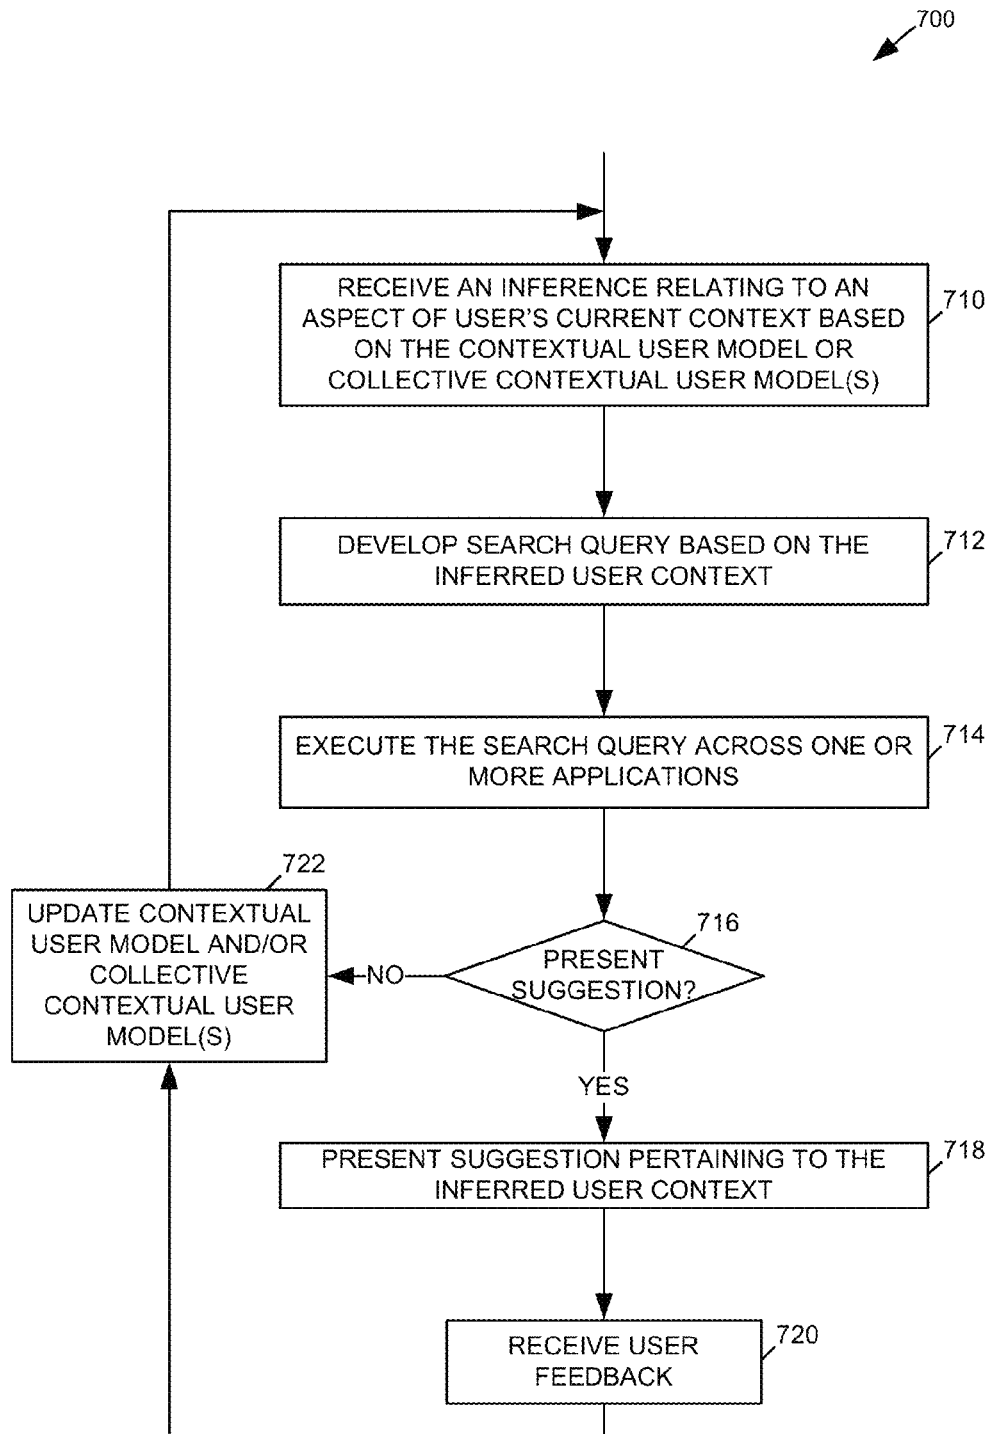 700
RECEIVE AN INFERENCE RELATING TO AN
ASPECT OF USER'S CURRENT CONTEXT BASED
ON THE CONTEXTUAL USER MODEL OR
COLLECTIVE CONTEXTUAL USER MODEL(S)
710
DEVELOP SEARCH QUERY BASED ON THE
INFERRED USER CONTEXT
712
EXECUTE THE SEARCH QUERY ACROSS ONE OR
MORE APPLICATIONS
714
722
UPDATE CONTEXTUAL
USER MODEL AND/OR
COLLECTIVE
CONTEXTUAL USER
MODEL(S)
NO
716
PRESENT
SUGGESTION?
YES
PRESENT SUGGESTION PERTAINING TO THE
INFERRED USER CONTEXT
718
RECEIVE USER
FEEDBACK
720